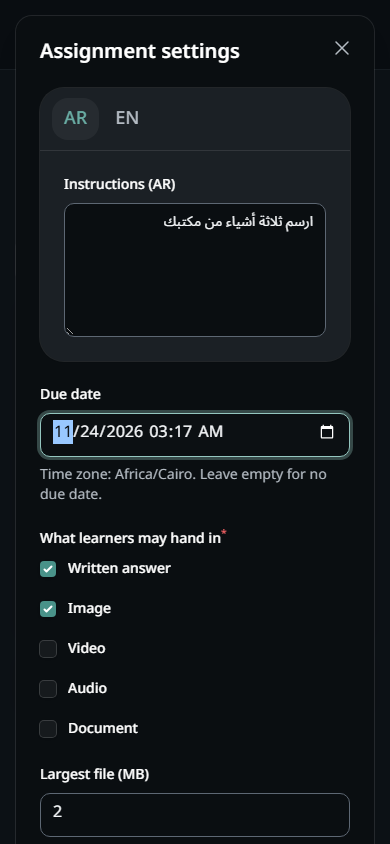 Assignment settings
AR EN
Instructions (AR)
ارسم ثلاثة أشياء من مكتبك
Due date
11/24/2026 03:17 AM
Time zone: Africa/Cairo. Leave empty for no
due date.
What learners may hand in*
Written answer
Image
Video
Audio
Document
Largest file (MB)
2